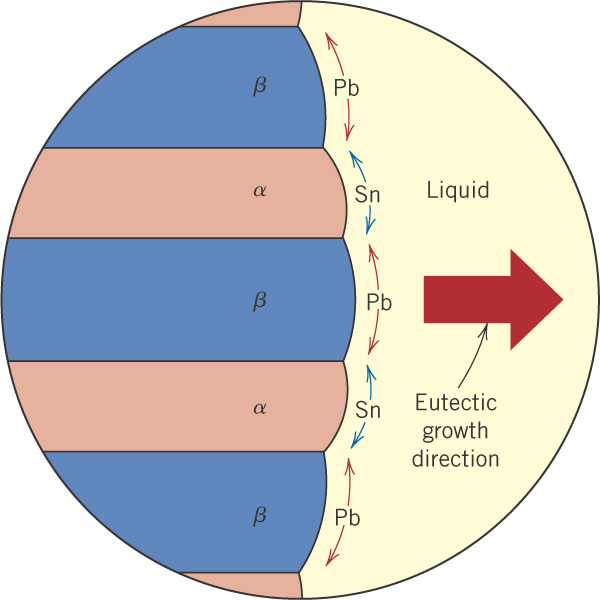 β
Pb
α
Sn
Liquid
β
Pb
α
Sn
Eutectic
growth
direction
β
Pb